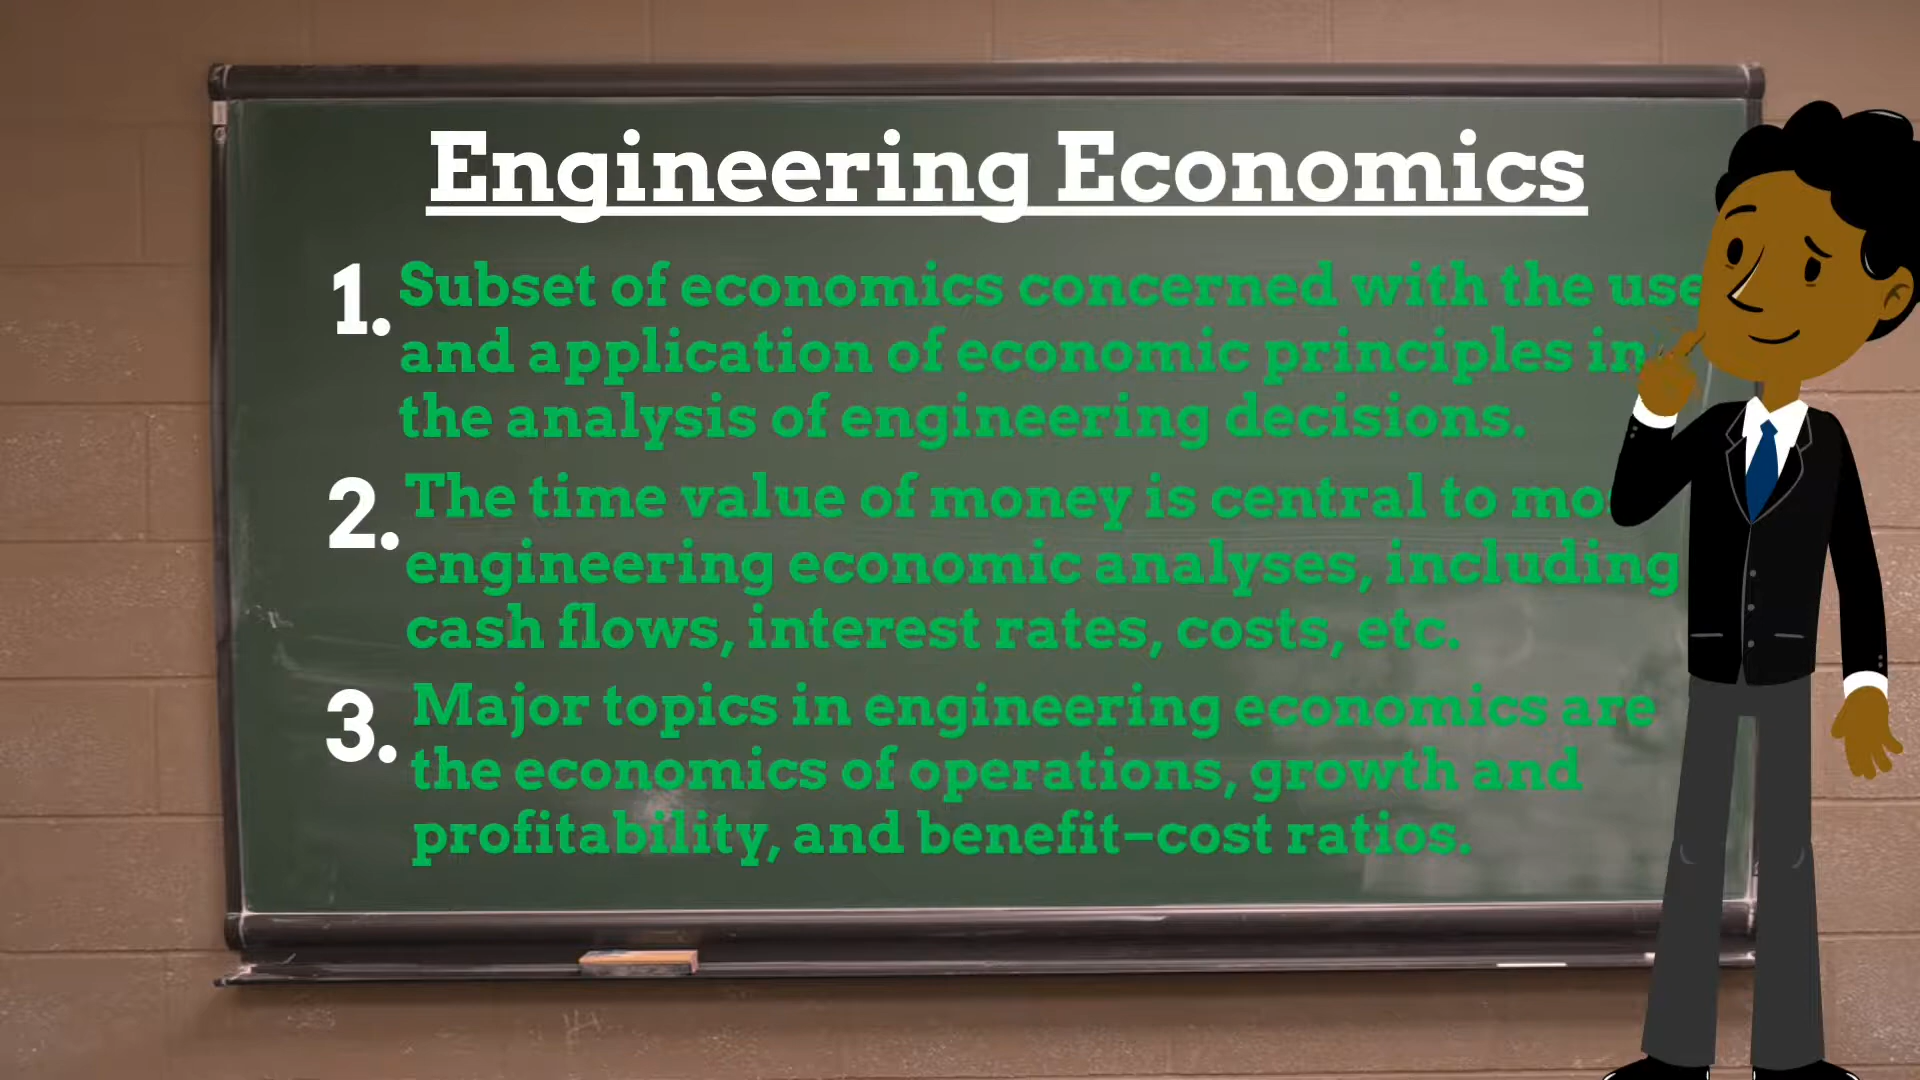 Engineering Economics
1. Subset of economics concerned with the use
and application of economic principles in
the analysis of engineering decisions.
2. The time value of money is central to
engineering economic analyses, including
cash flows, interest rates, costs, etc.
3. Major topics in engineering economics are
the economics of operations, growth and
profitability, and benefit–cost ratios.